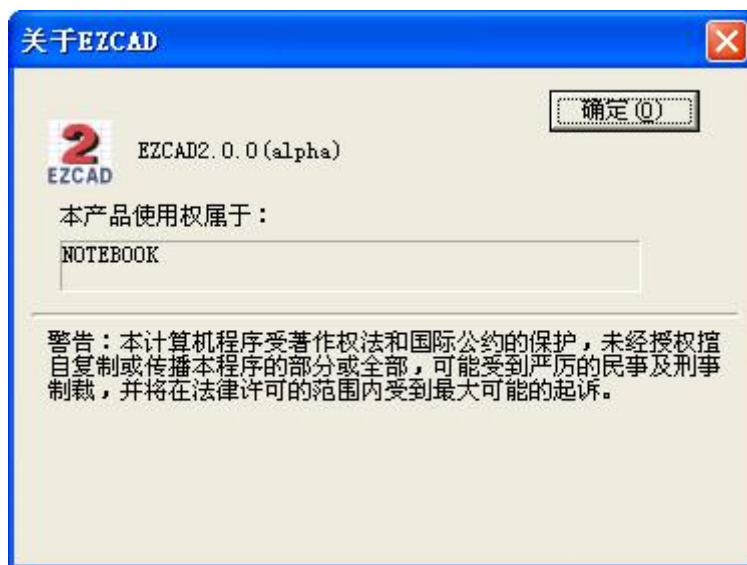 关于EZCAD
确定(O)
2
EZCAD
EZCAD2.0.0(alpha)
本产品使用权属于：
NOTEBOOK
警告：本计算机程序受著作权法和国际公约的保护，未经授权擅
自复制或传播本程序的部分或全部，可能受到严厉的民事及刑事
制裁，并将在法律许可的范围内受到最大可能的起诉。